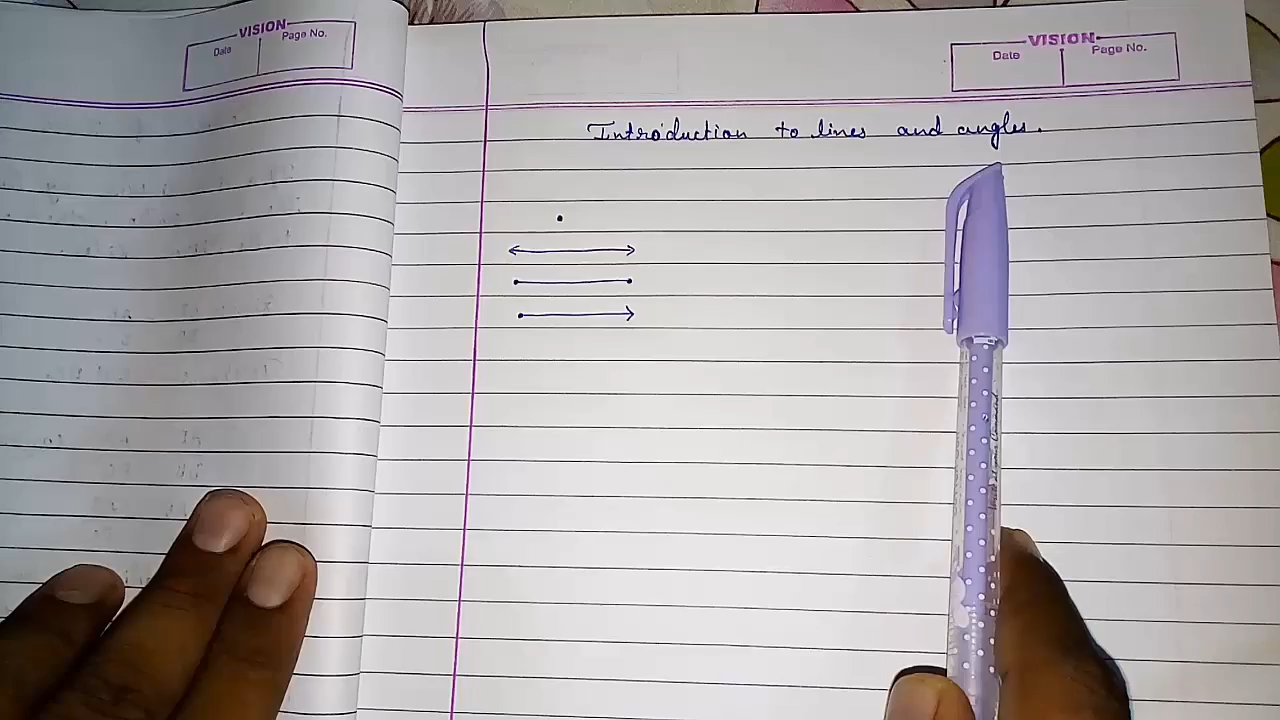 VISION
Date Page No.
VISION
Date Page No.
Introduction to lines and angles.